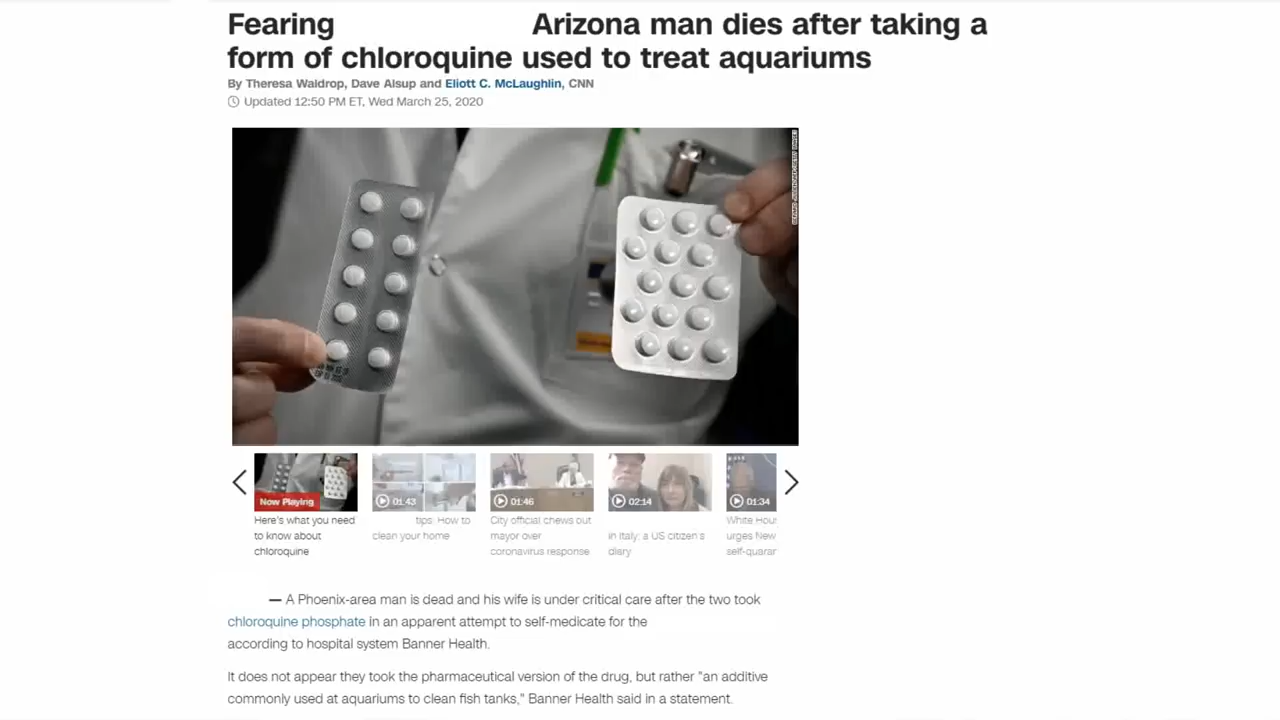 Fearing Arizona man dies after taking a
form of chloroquine used to treat aquariums
By Theresa Waldrop, Dave Alsup and Eliott C. McLaughlin, CNN
Updated 12:50 PM ET, Wed March 25, 2020
Now Playing
01:43
01:46
02:14
01:34
Here's what you need
to know about
chloroquine
tips: How to
clean your home
City official chews out
mayor over
coronavirus response
in Italy: a US citizen's
diary
White Hou
urges New
self-quarar
— A Phoenix-area man is dead and his wife is under critical care after the two took
chloroquine phosphate in an apparent attempt to self-medicate for the
according to hospital system Banner Health.
It does not appear they took the pharmaceutical version of the drug, but rather "an additive
commonly used at aquariums to clean fish tanks," Banner Health said in a statement.